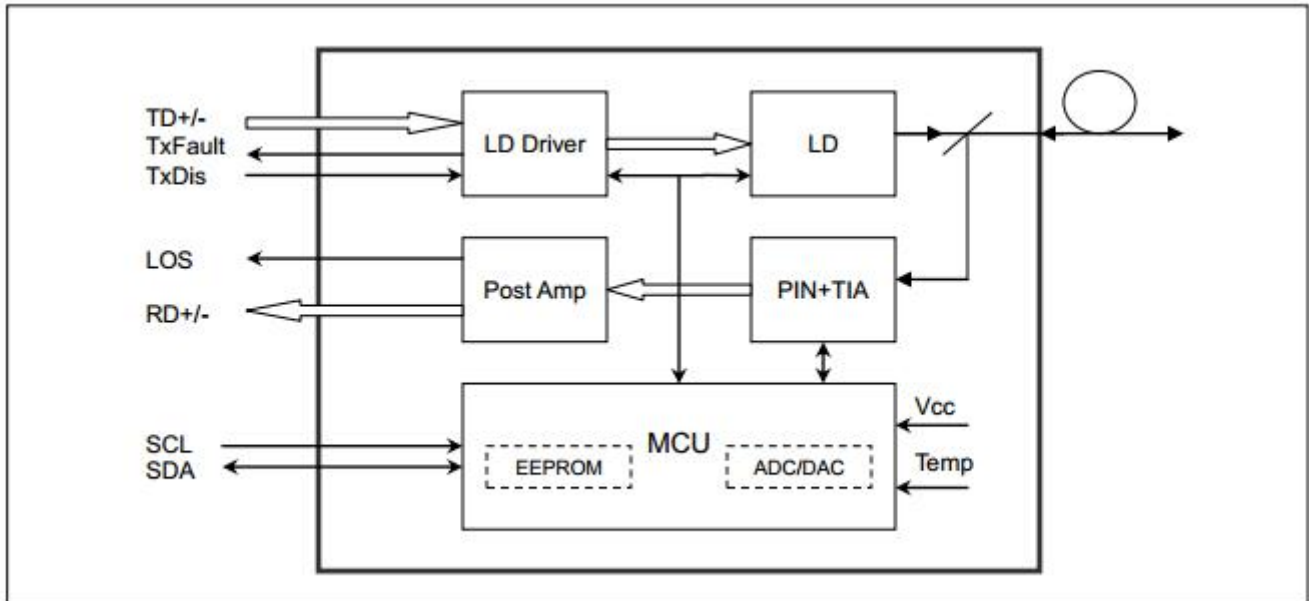 TD+/-
TxFault
TxDis
LD Driver
LD
LOS
RD+/-
Post Amp
PIN+TIA
SCL
SDA
MCU
EEPROM
ADC/DAC
Vcc
Temp